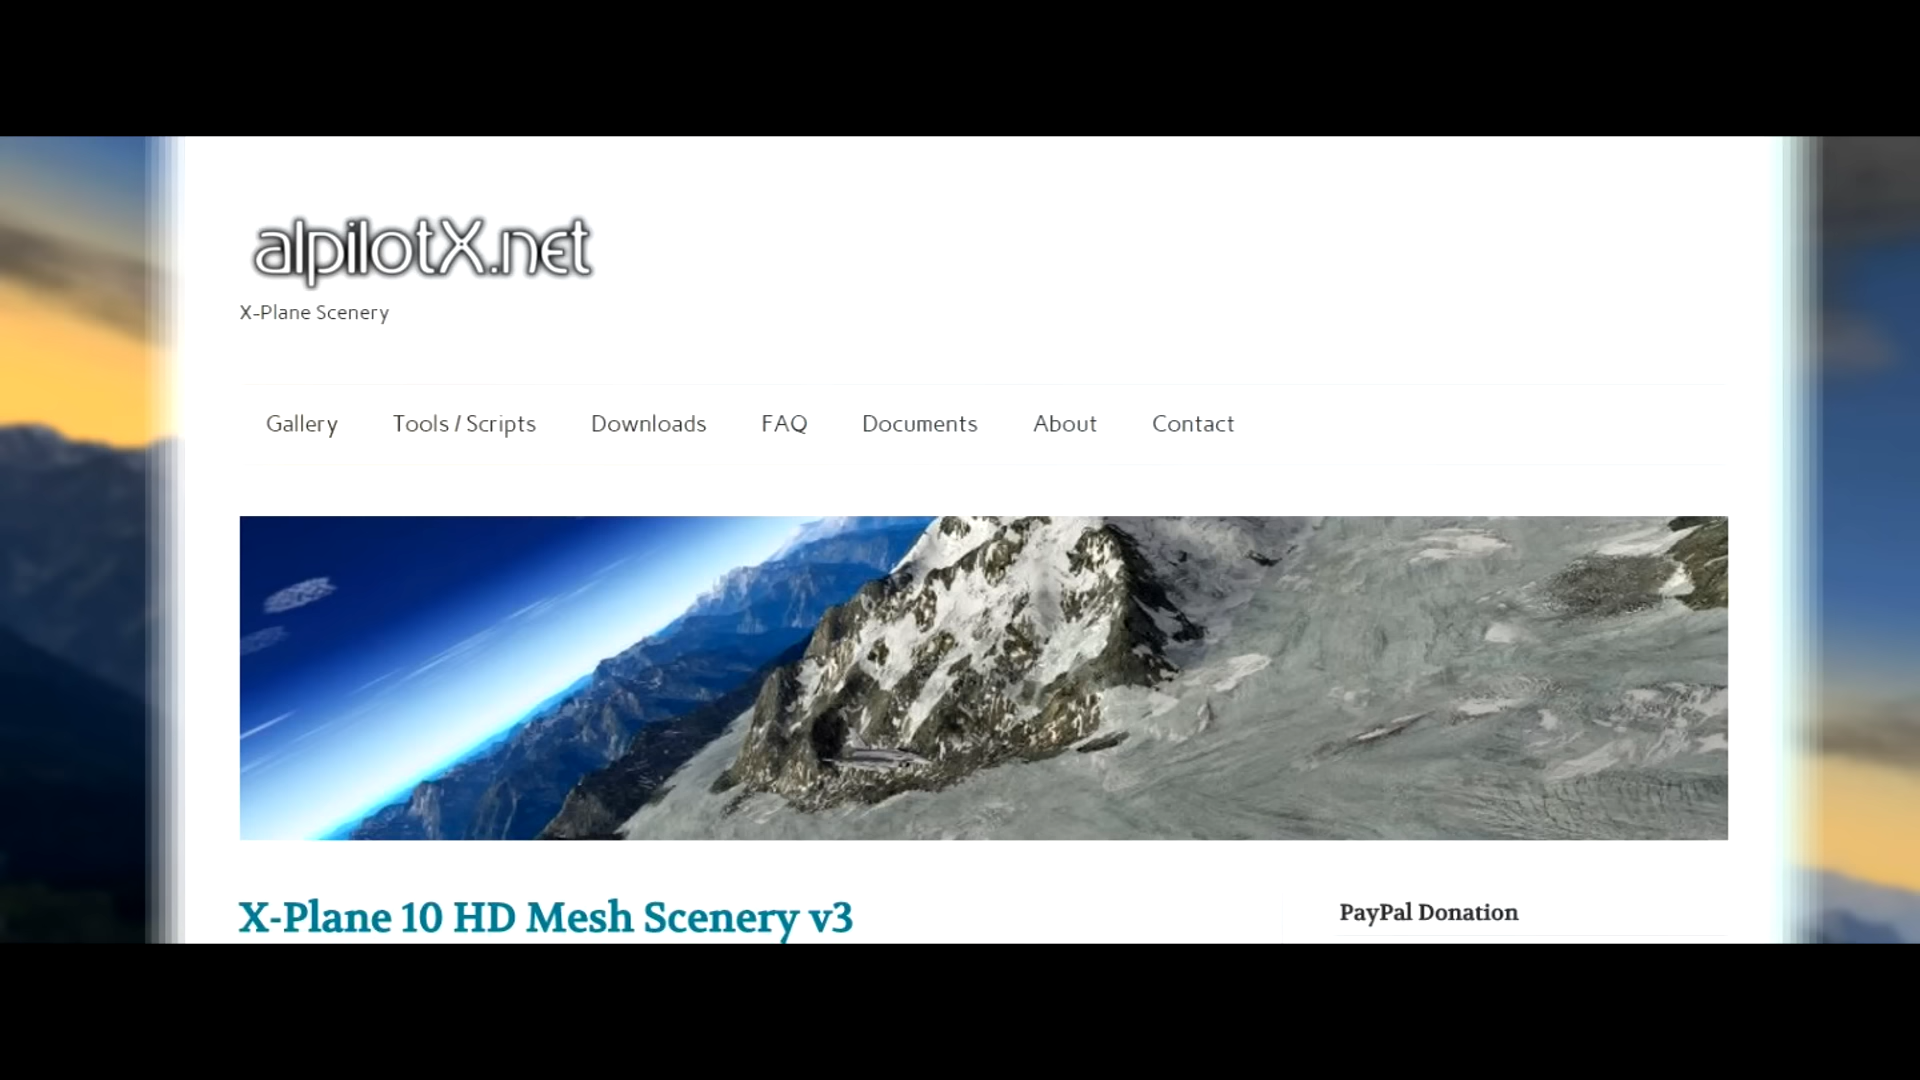 alpilotX.net
X-Plane Scenery
Gallery Tools / Scripts Downloads FAQ Documents About Contact
X-Plane 10 HD Mesh Scenery v3
PayPal Donation